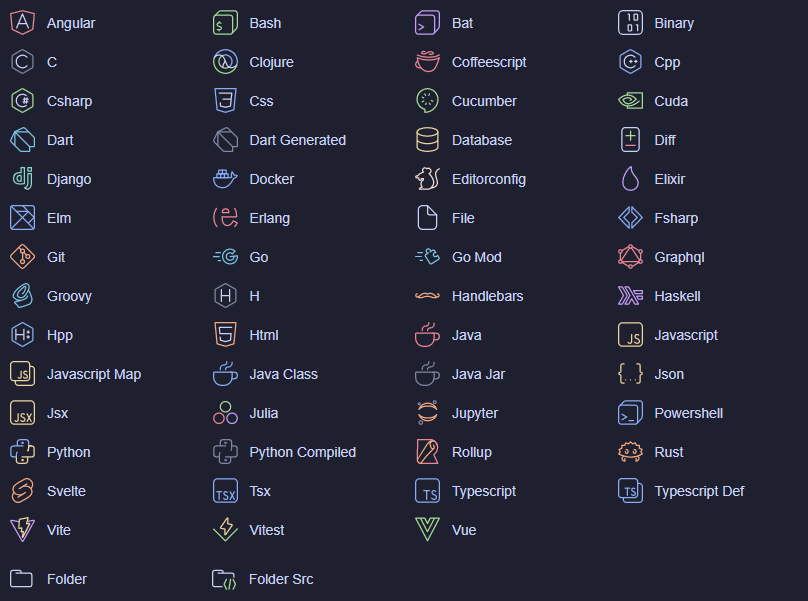 Angular Bash Bat Binary
C Clojure Coffeescript Cpp
Csharp Css Cucumber Cuda
Dart Dart Generated Database Diff
Django Docker Editorconfig Elixir
Elm Erlang File Fsharp
Git Go Go Mod Graphql
Groovy H Handlebars Haskell
Hpp Html Java Javascript
Javascript Map Java Class Java Jar Json
Jsx Julia Jupyter Powershell
Python Python Compiled Rollup Rust
Svelte Tsx Typescript Typescript Def
Vite Vitest Vue
Folder Folder Src